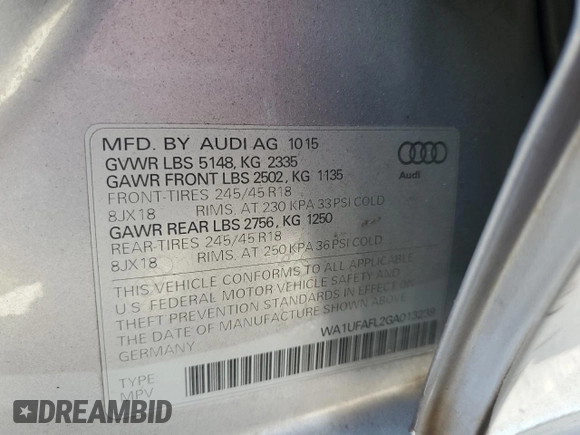 MFD. BY AUDI AG 1015
GVWR LBS 5148, KG 2335
GAWR FRONT LBS 2502, KG 1135
FRONT-TIRES 245/45 R18
8JX18 RIMS, AT 230 KPA 33 PSI COLD
GAWR REAR LBS 2756, KG 1250
REAR-TIRES 245/45 R18
8JX18 RIMS, AT 250 KPA 36 PSI COLD
Audi
THIS VEHICLE CONFORMS TO ALL APPLICABLE
U.S. FEDERAL MOTOR VEHICLE SAFETY AND
THEFT PREVENTION STANDARDS IN EFFECT ON
THE DATE OF MANUFACTURE
GERMANY
WA1UFAFL2GA013239
TYPE
MPV
DREAMBID